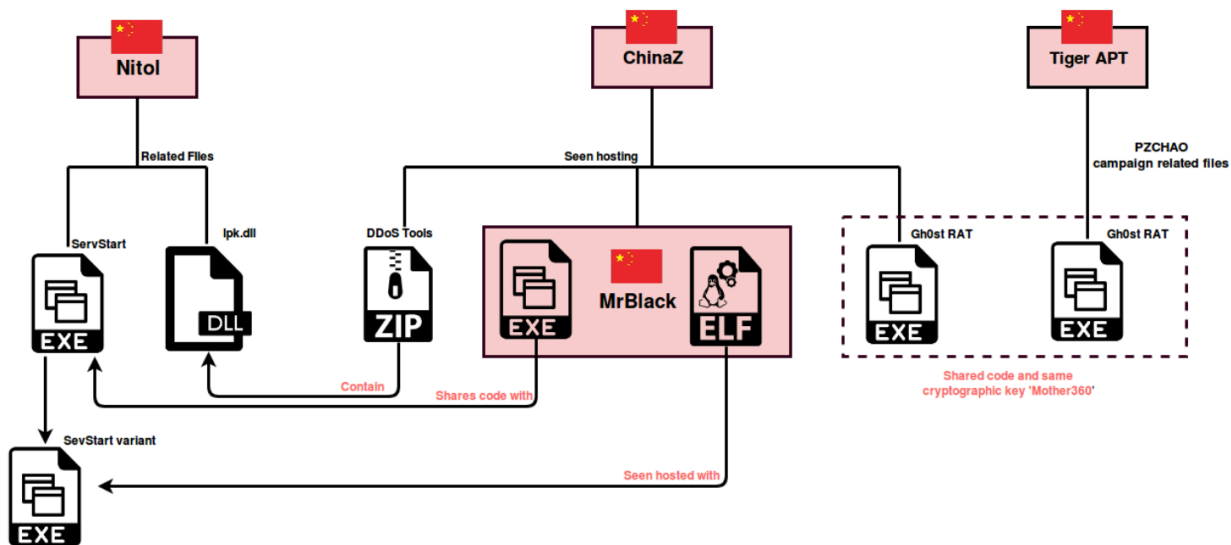 Nitol
ChinaZ
Tiger APT
Related FIles
Seen hosting
PZCHAO
campaign related files
ServStart
lpk.dll
DDoS Tools
MrBlack
Gh0st RAT
Gh0st RAT
EXE
DLL
ZIP
EXE
ELF
EXE
EXE
Contain
Shares code with
Shared code and same
cryptographic key 'Mother360'
SevStart variant
Seen hosted with
EXE